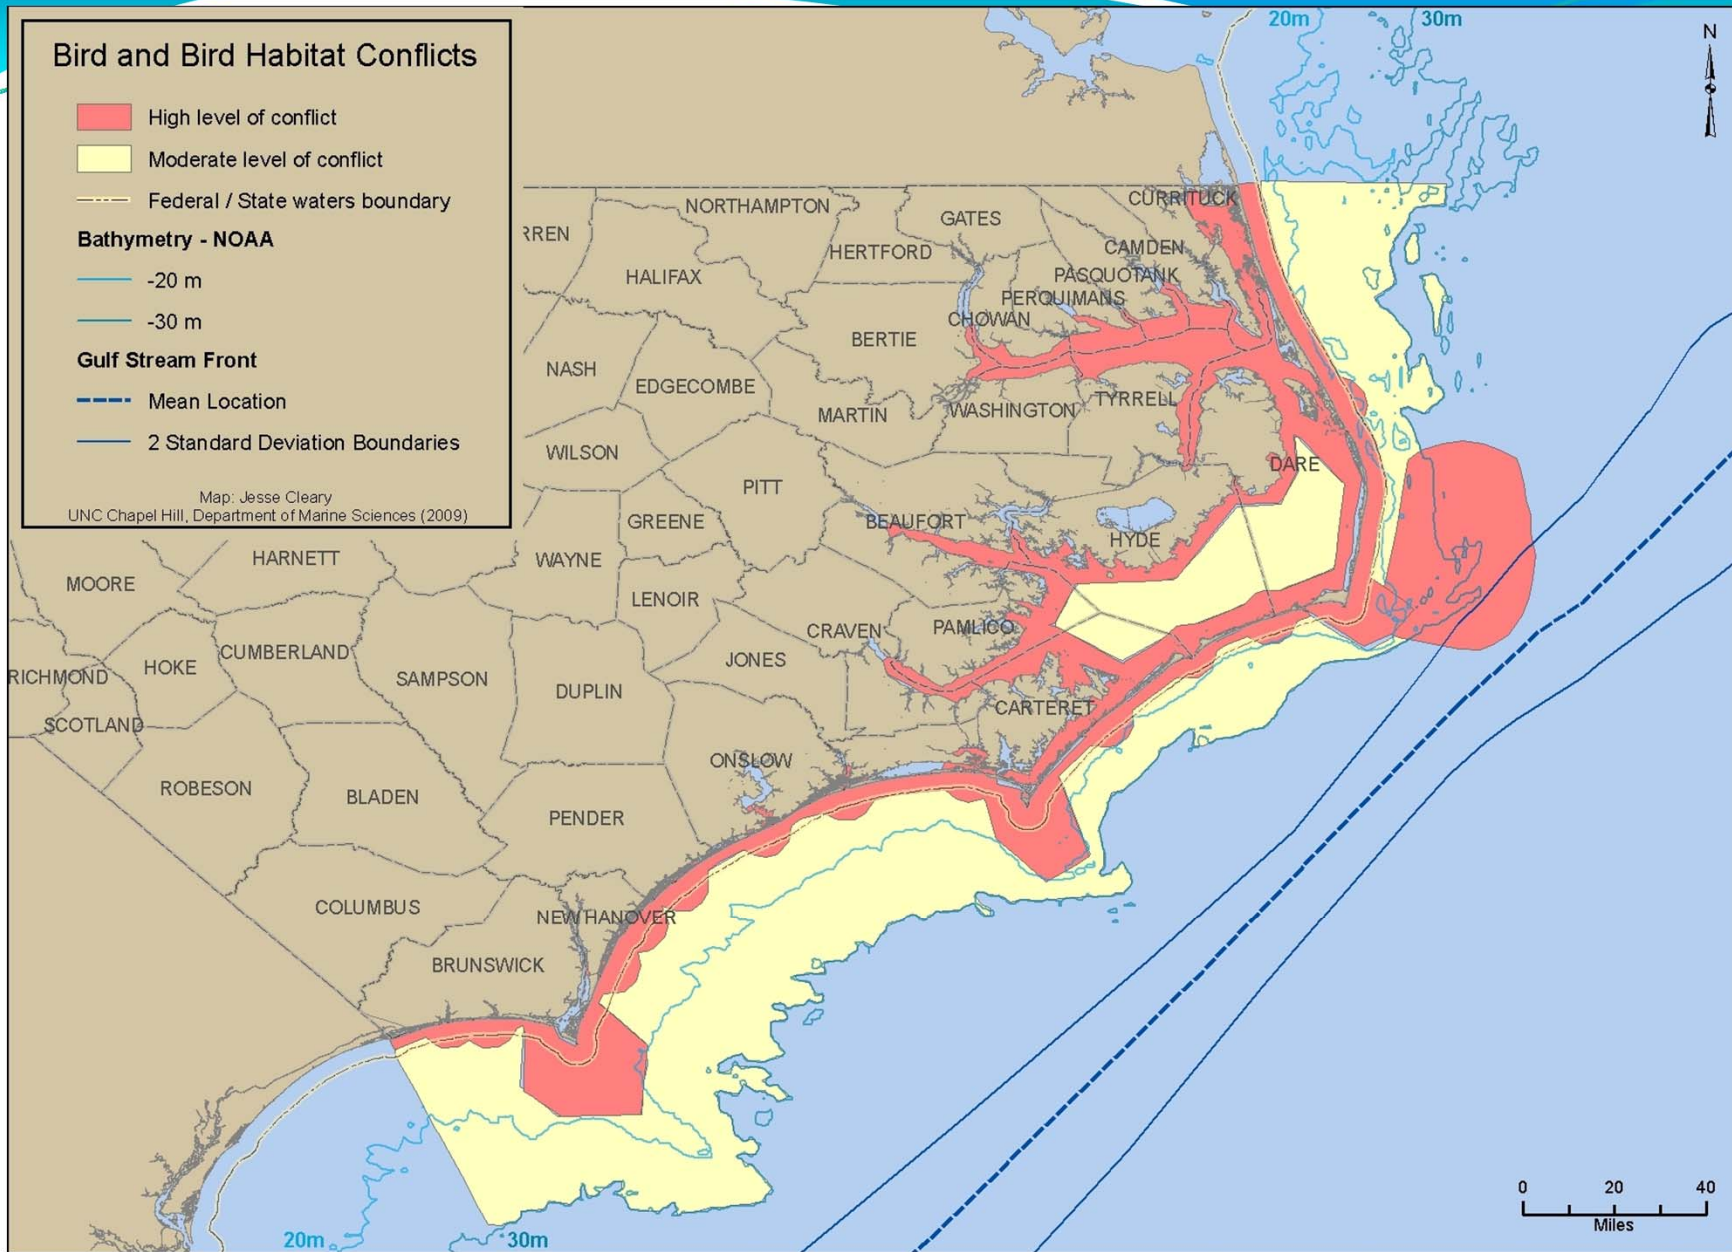 Bird and Bird Habitat Conflicts
High level of conflict
Moderate level of conflict
Federal / State waters boundary
Bathymetry - NOAA
-20 m
-30 m
Gulf Stream Front
Mean Location
2 Standard Deviation Boundaries
Map: Jesse Cleary
UNC Chapel Hill, Department of Marine Sciences (2009)
20m
30m
N
RREN
NORTHAMPTON
HERTFORD
GATES
CURRITUCK
CAMDEN
PASQUOTANK
PERQUIMANS
CHOWAN
HALIFAX
BERTIE
NASH
EDGECOMBE
MARTIN
WASHINGTON
TYRRELL
DARE
WILSON
PITT
GREENE
BEAUFORT
HYDE
WAYNE
HARNETT
MOORE
LENOIR
CRAVEN
PAMLICO
RICHMOND
HOKE
CUMBERLAND
SAMPSON
DUPLIN
JONES
CARTERET
SCOTLAND
ONSLOW
ROBESON
BLADEN
PENDER
COLUMBUS
NEW HANOVER
BRUNSWICK
20m
30m
0 20 40
Miles